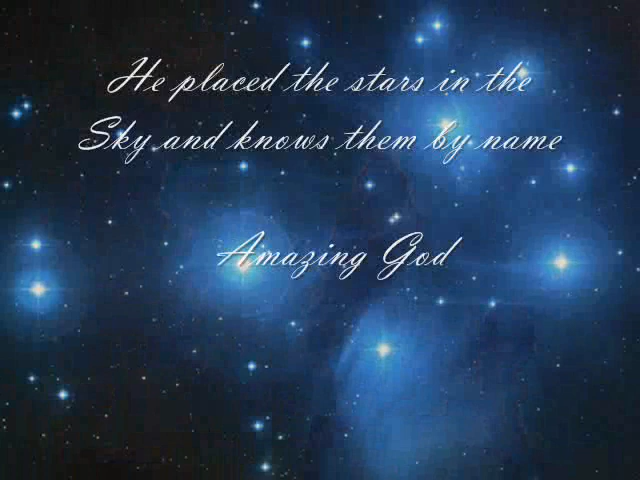 He placed the stars in the
Sky and knows them by name
Amazing God